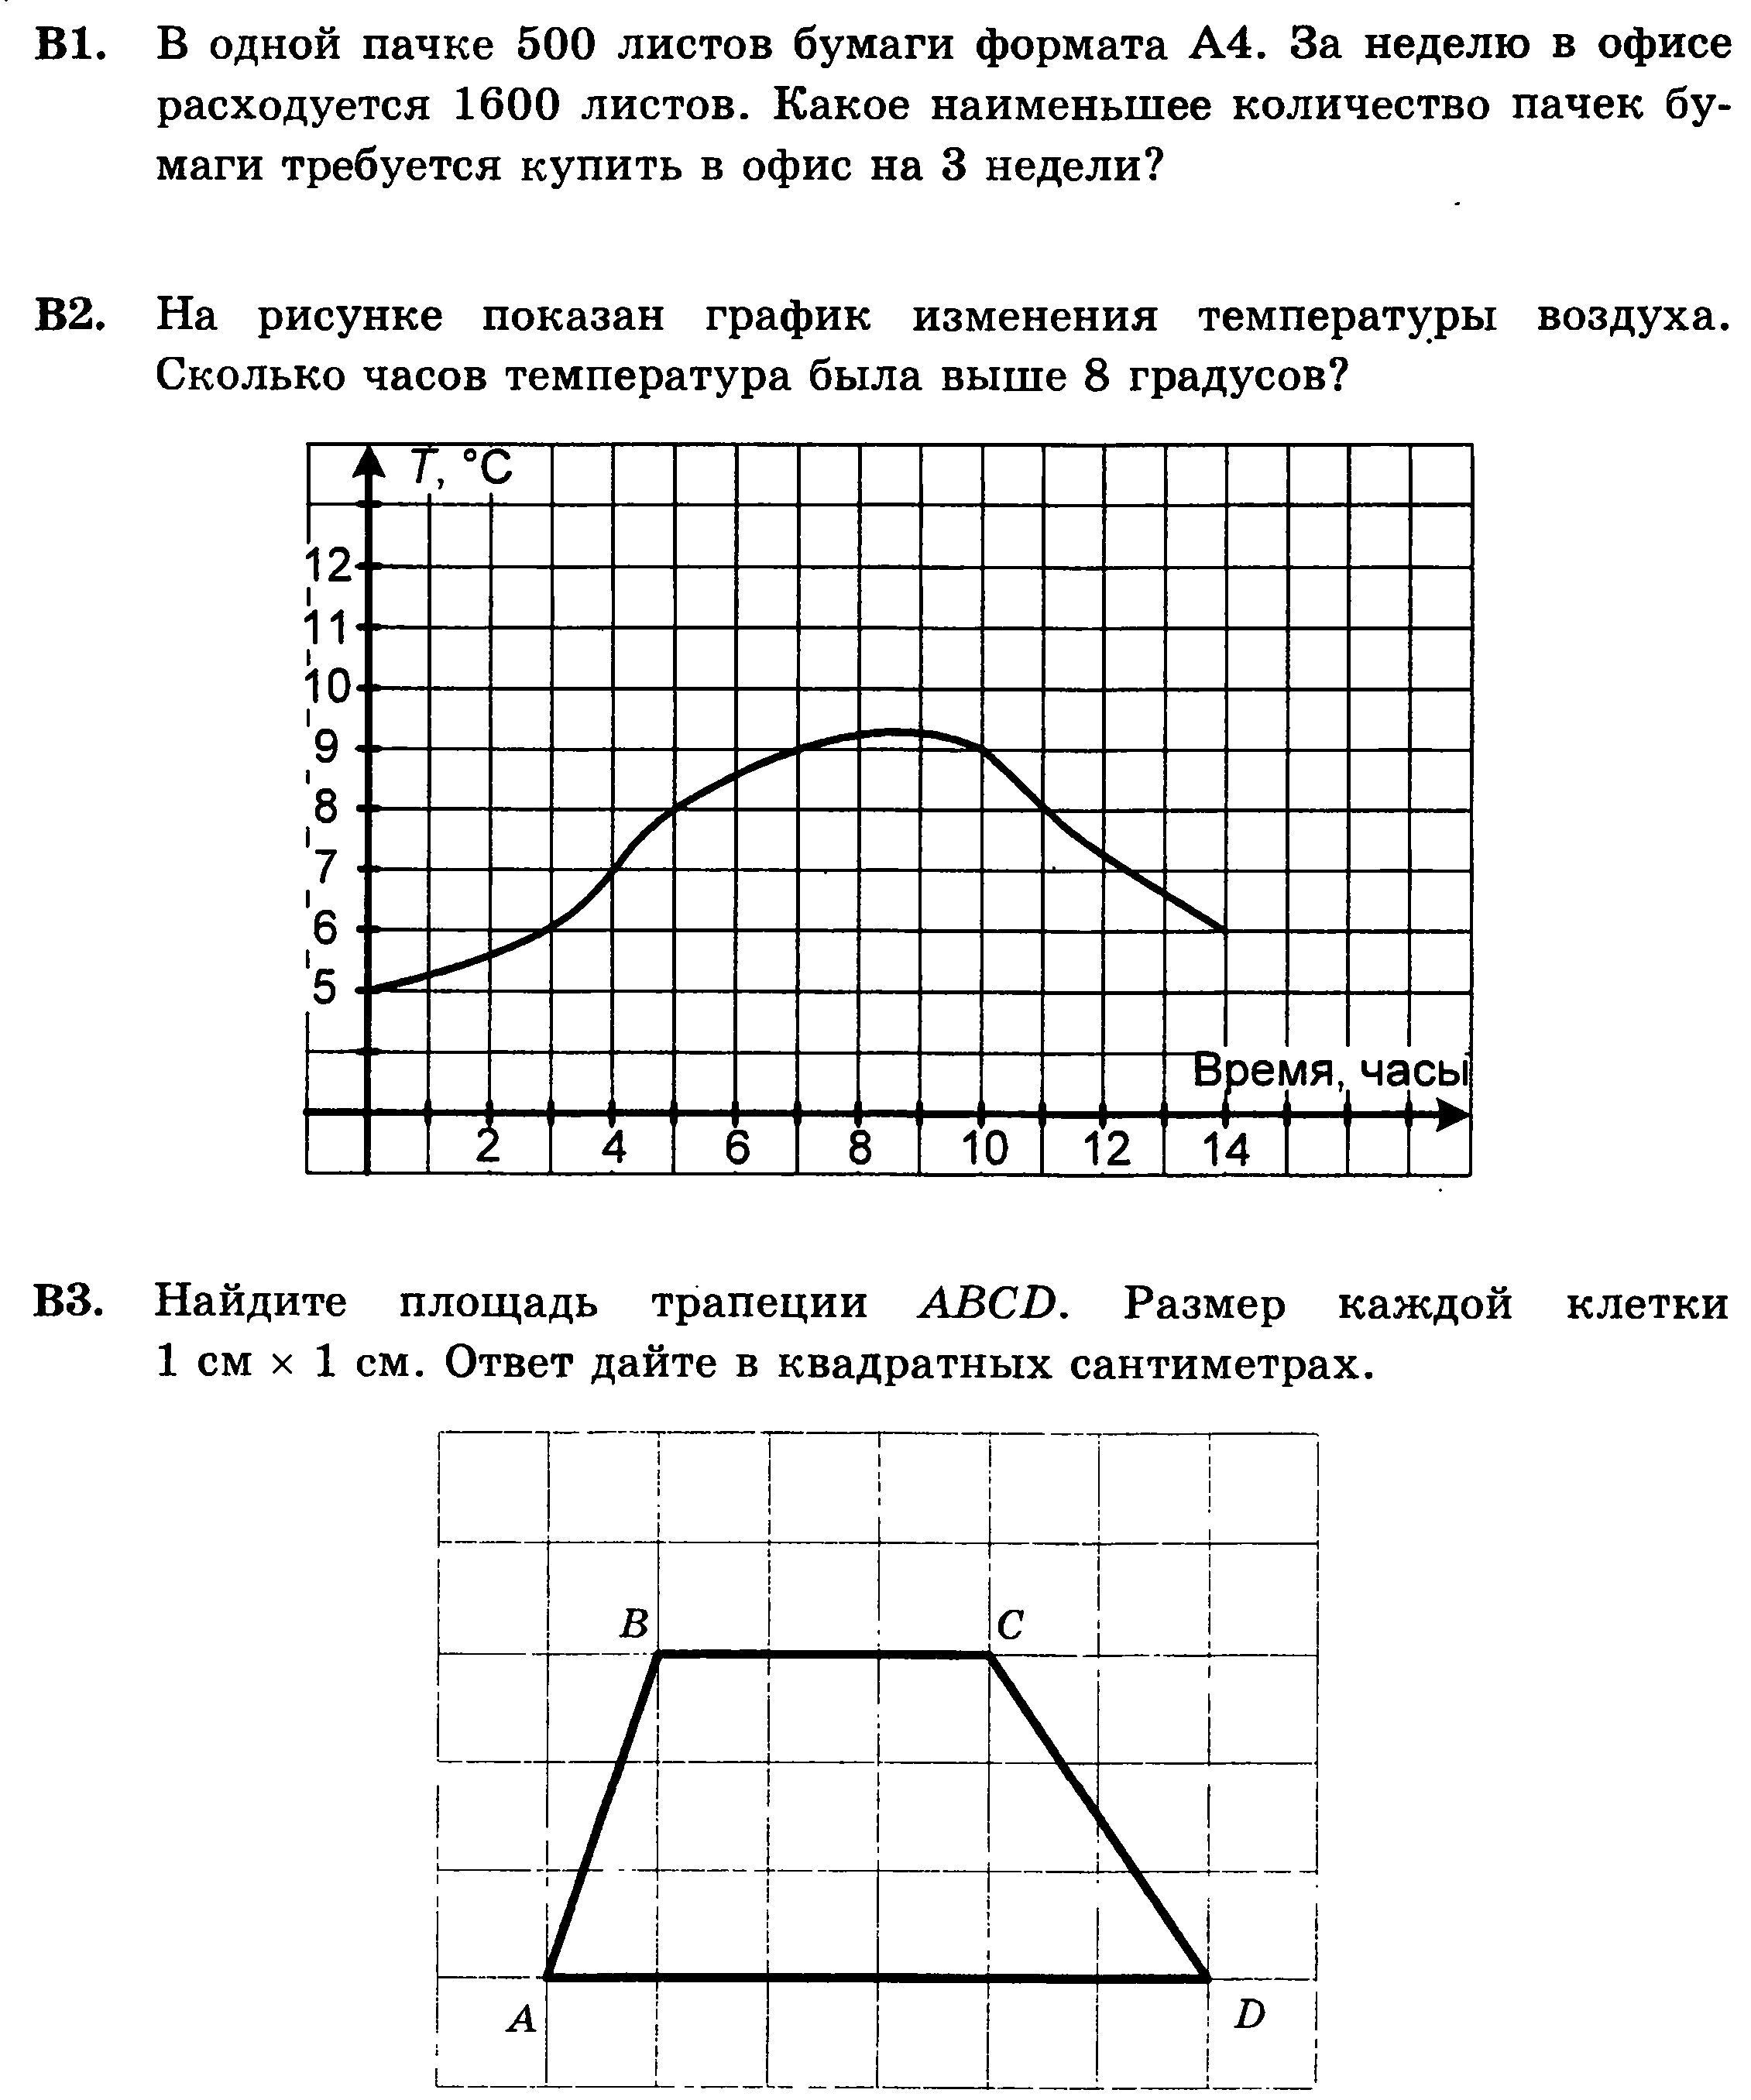 В1. В одной пачке 500 листов бумаги формата А4. За неделю в офисе
расходуется 1600 листов. Какое наименьшее количество пачек бу-
маги требуется купить в офис на 3 недели?
В2. На рисунке показан график изменения температуры воздуха.
Сколько часов температура была выше 8 градусов?
T, °C
12
11
10
9
8
7
6
5
Время, часы
2 4 6 8 10 12 14
В3. Найдите площадь трапеции ABCD. Размер каждой клетки
1 см × 1 см. Ответ дайте в квадратных сантиметрах.
B C
A D